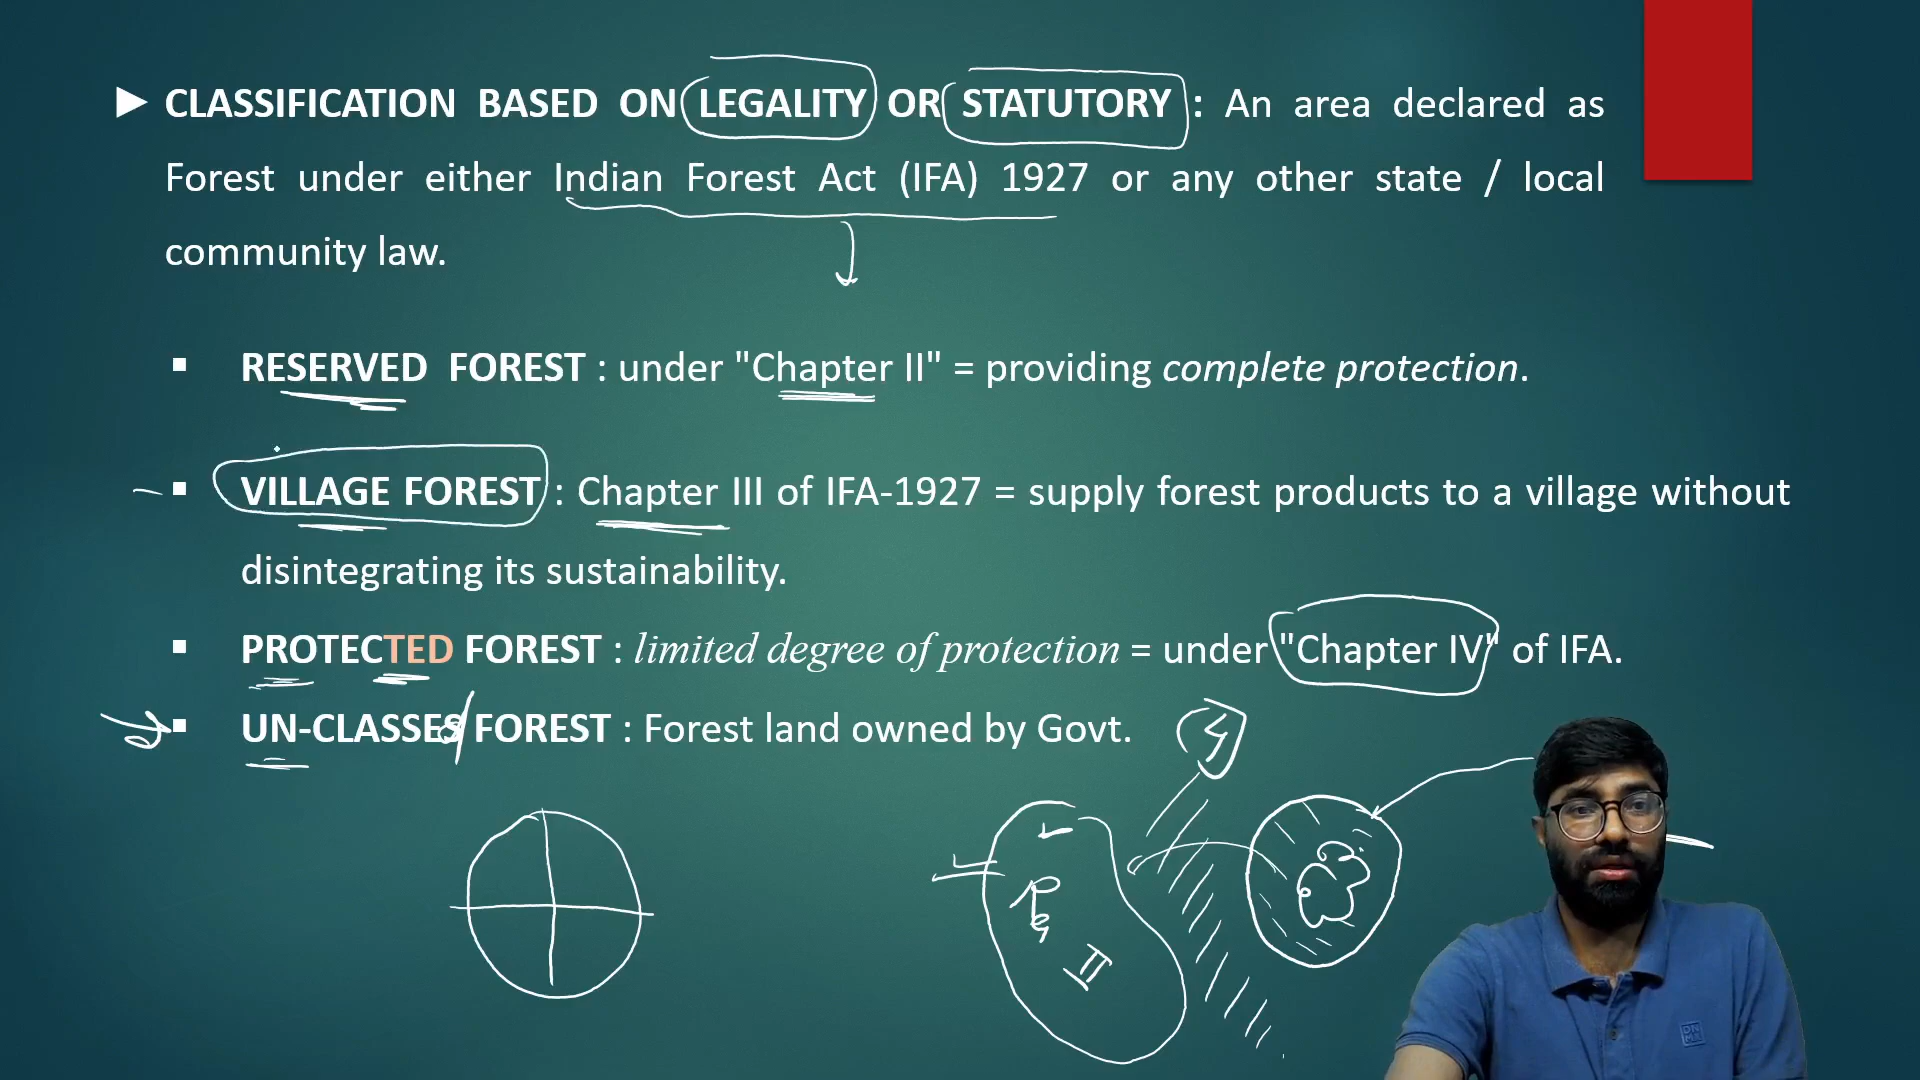 ► CLASSIFICATION BASED ON LEGALITY OR STATUTORY : An area declared as
Forest under either Indian Forest Act (IFA) 1927 or any other state / local
community law.
▪ RESERVED FOREST : under "Chapter II" = providing complete protection.
▪ VILLAGE FOREST : Chapter III of IFA-1927 = supply forest products to a village without
disintegrating its sustainability.
▪ PROTECTED FOREST : limited degree of protection = under "Chapter IV" of IFA.
▪ UN-CLASSES FOREST : Forest land owned by Govt.
II